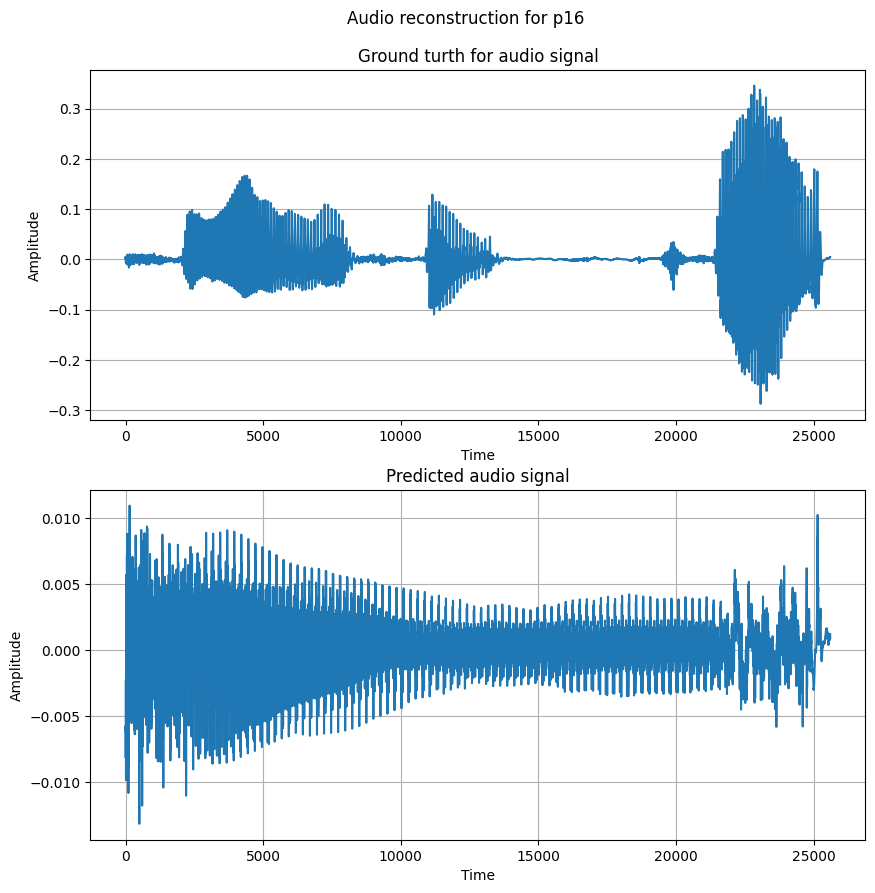 Audio reconstruction for p16
Ground turth for audio signal
0.3
0.2
0.1
0.0
−0.1
−0.2
−0.3
Amplitude
0 5000 10000 15000 20000 25000
Time
Predicted audio signal
0.010
0.005
0.000
−0.005
−0.010
Amplitude
0 5000 10000 15000 20000 25000
Time